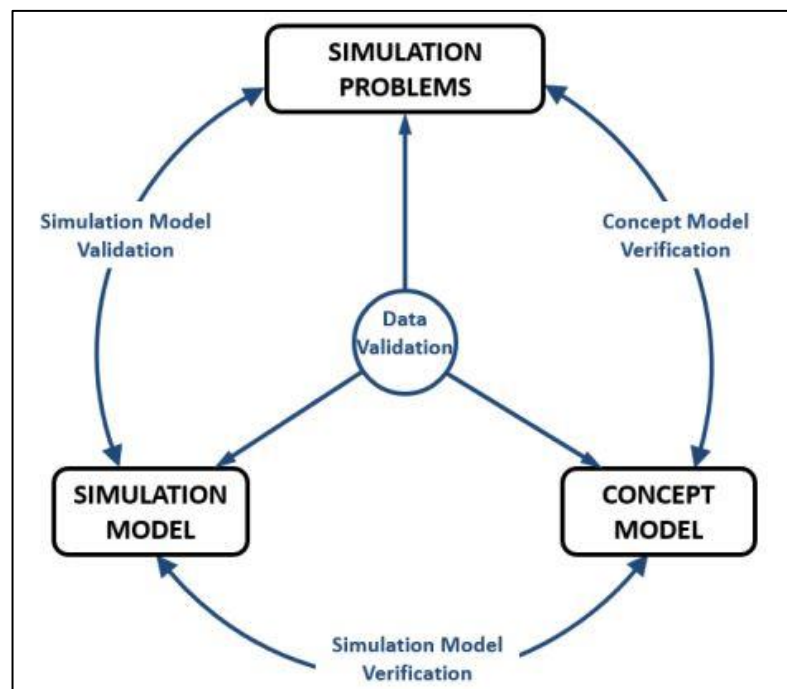 SIMULATION
PROBLEMS
Simulation Model
Validation
Concept Model
Verification
Data
Validation
SIMULATION
MODEL
CONCEPT
MODEL
Simulation Model
Verification